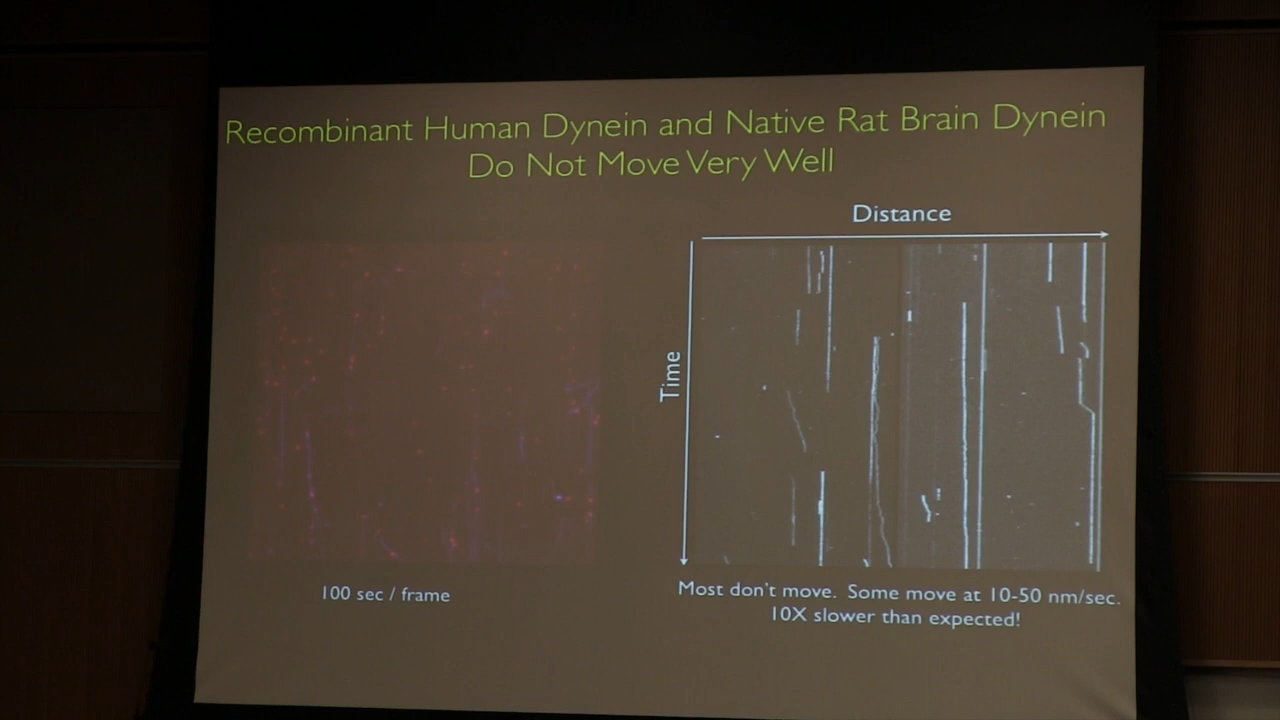 Recombinant Human Dynein and Native Rat Brain Dynein
Do Not Move Very Well
Distance
Time
100 sec / frame
Most don't move. Some move at 10-50 nm/sec.
10X slower than expected!